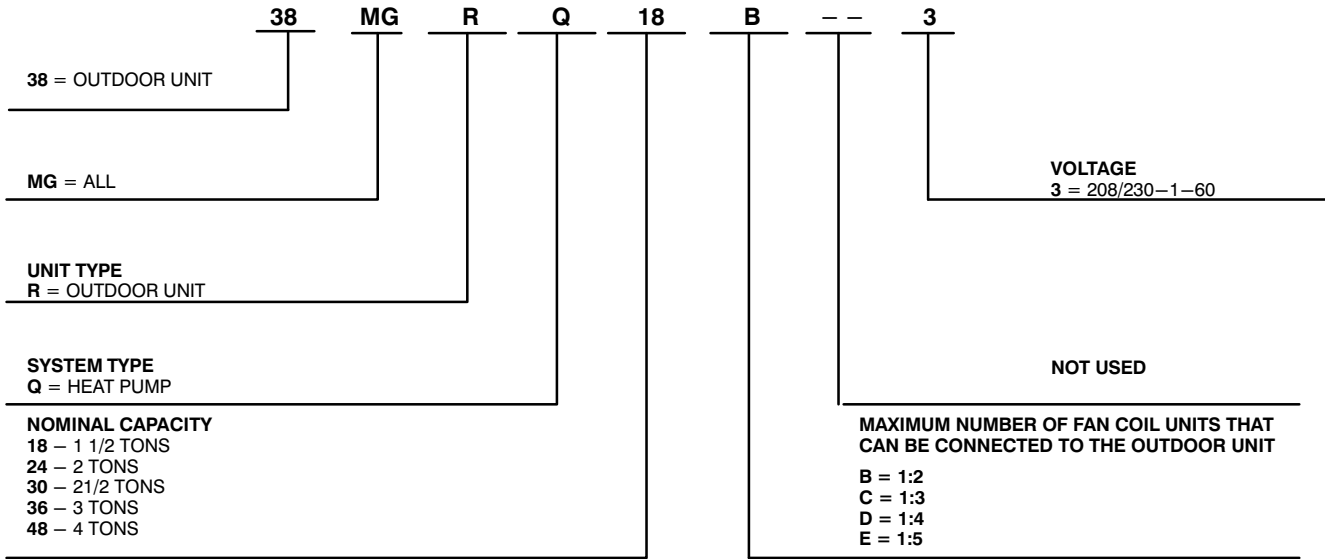 38 MG R Q 18 B – – 3
38 = OUTDOOR UNIT
MG = ALL
UNIT TYPE
R = OUTDOOR UNIT
SYSTEM TYPE
Q = HEAT PUMP
NOMINAL CAPACITY
18 – 1 1/2 TONS
24 – 2 TONS
30 – 21/2 TONS
36 – 3 TONS
48 – 4 TONS
VOLTAGE
3 = 208/230–1–60
NOT USED
MAXIMUM NUMBER OF FAN COIL UNITS THAT
CAN BE CONNECTED TO THE OUTDOOR UNIT
B = 1:2
C = 1:3
D = 1:4
E = 1:5